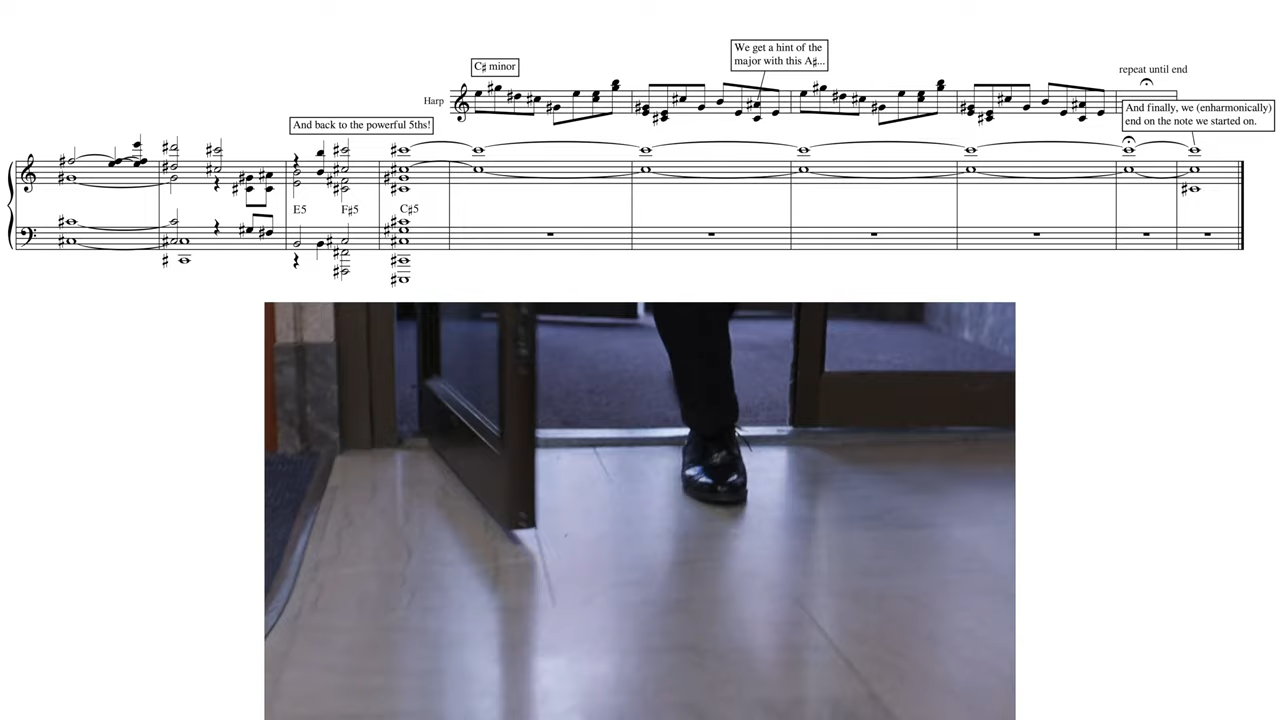 We get a hint of the
major with this A♯...
C♯ minor
repeat until end
Harp
And finally, we (enharmonically)
end on the note we started on.
And back to the powerful 5ths!
E5 F♯5 C♯5